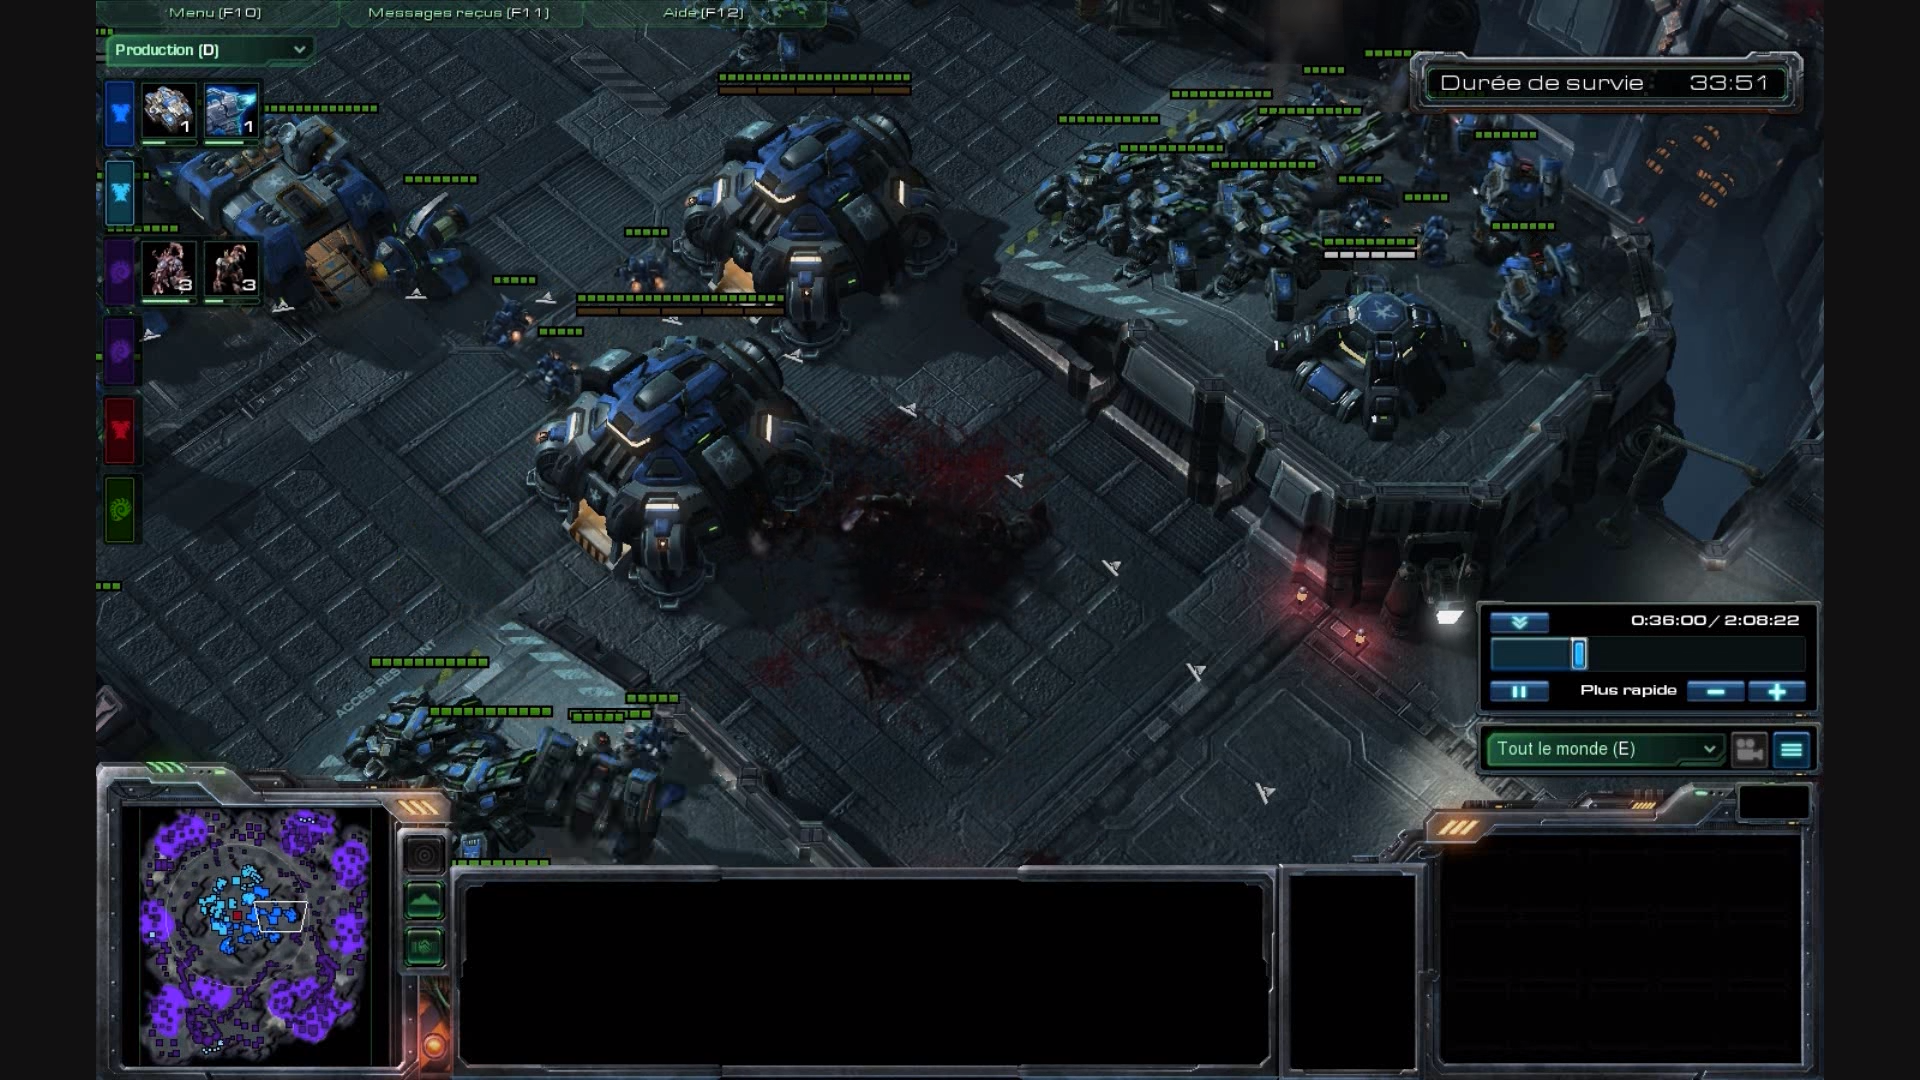 Menu (F10) Messages reçus (F11) Aide (F12)
Production (D)
Durée de survie 33:51
1 1
3 3
0:36:00 / 2:08:22
Plus rapide
Tout le monde (E)